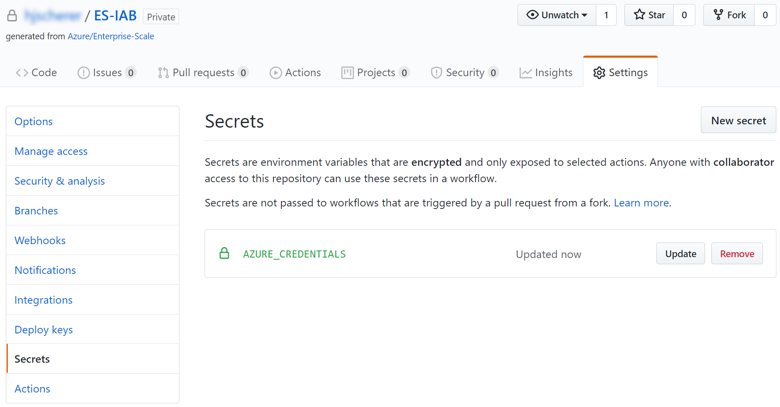 / ES-IAB Private
Unwatch 1 Star 0 Fork 0
generated from Azure/Enterprise-Scale
Code Issues 0 Pull requests 0 Actions Projects 0 Security 0 Insights Settings
Options
Manage access
Security & analysis
Branches
Webhooks
Notifications
Integrations
Deploy keys
Secrets
Actions
Secrets
New secret
Secrets are environment variables that are encrypted and only exposed to selected actions. Anyone with collaborator
access to this repository can use these secrets in a workflow.
Secrets are not passed to workflows that are triggered by a pull request from a fork. Learn more.
AZURE_CREDENTIALS Updated now Update Remove